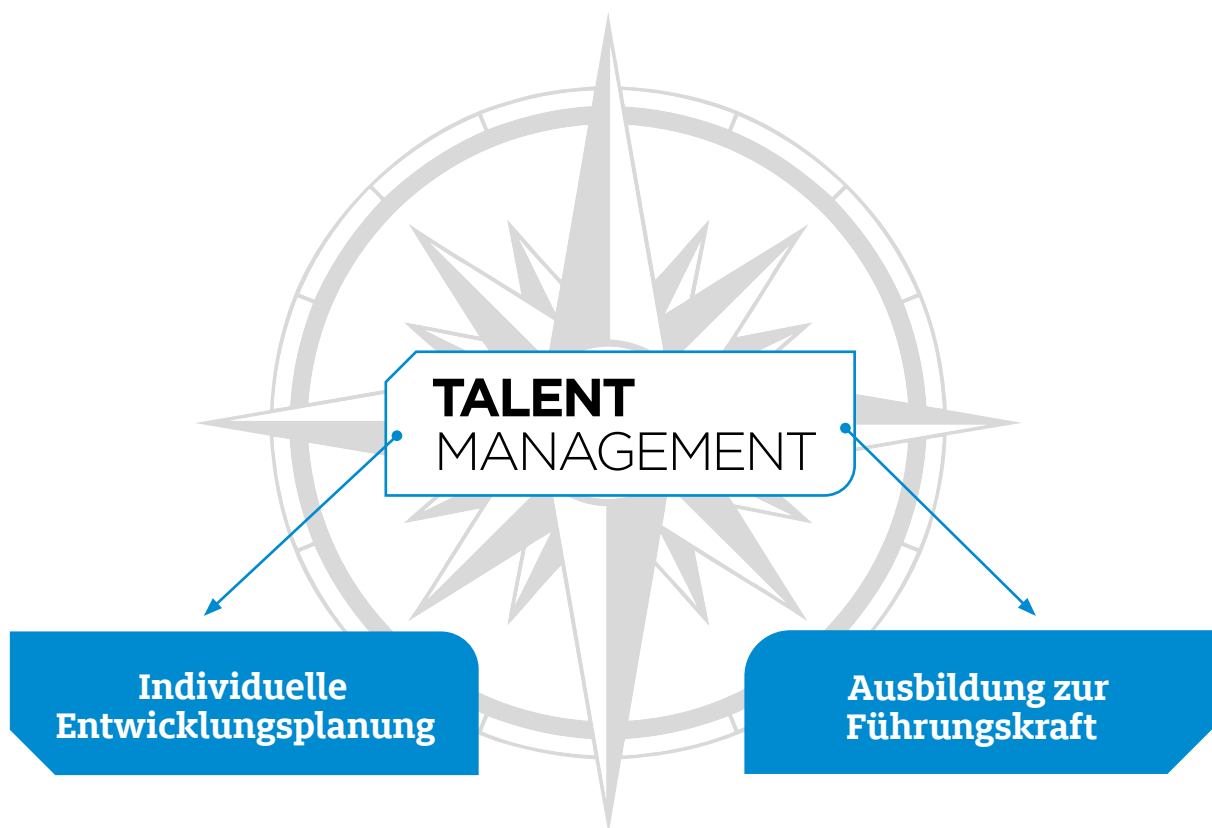 TALENT
MANAGEMENT
Individuelle
Entwicklungsplanung
Ausbildung zur
Führungskraft